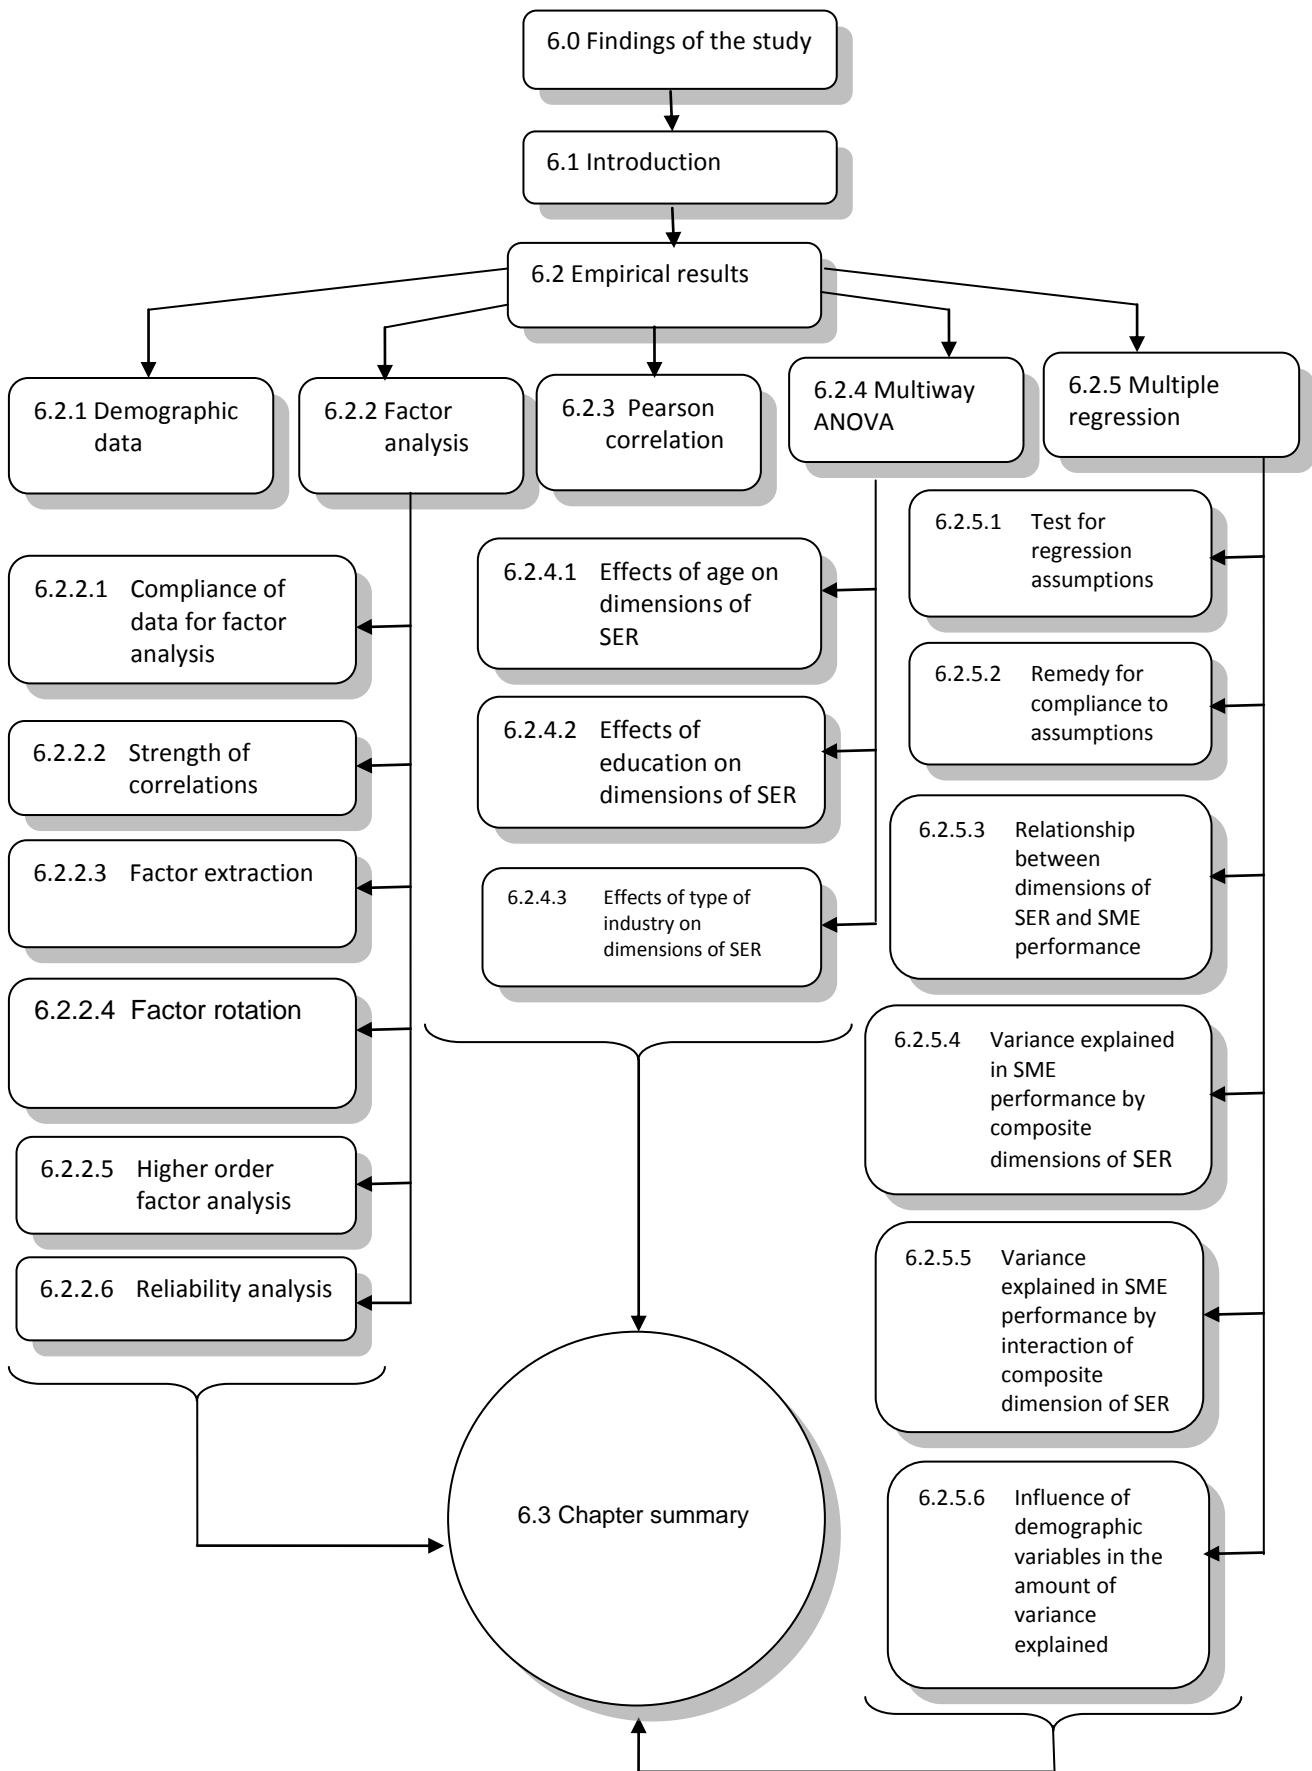 6.0 Findings of the study
6.1 Introduction
6.2 Empirical results
6.2.1 Demographic
data
6.2.2 Factor
analysis
6.2.3 Pearson
correlation
6.2.4 Multiway
ANOVA
6.2.5 Multiple
regression
6.2.2.1 Compliance of
data for factor
analysis
6.2.2.2 Strength of
correlations
6.2.2.3 Factor extraction
6.2.2.4 Factor rotation
6.2.2.5 Higher order
factor analysis
6.2.2.6 Reliability analysis
6.2.4.1 Effects of age on
dimensions of
SER
6.2.4.2 Effects of
education on
dimensions of SER
6.2.4.3 Effects of type of
industry on
dimensions of SER
6.2.5.1 Test for
regression
assumptions
6.2.5.2 Remedy for
compliance to
assumptions
6.2.5.3 Relationship
between
dimensions of
SER and SME
performance
6.2.5.4 Variance explained
in SME
performance by
composite
dimensions of SER
6.2.5.5 Variance
explained in SME
performance by
interaction of
composite
dimension of SER
6.2.5.6 Influence of
demographic
variables in the
amount of
variance
explained
6.3 Chapter summary